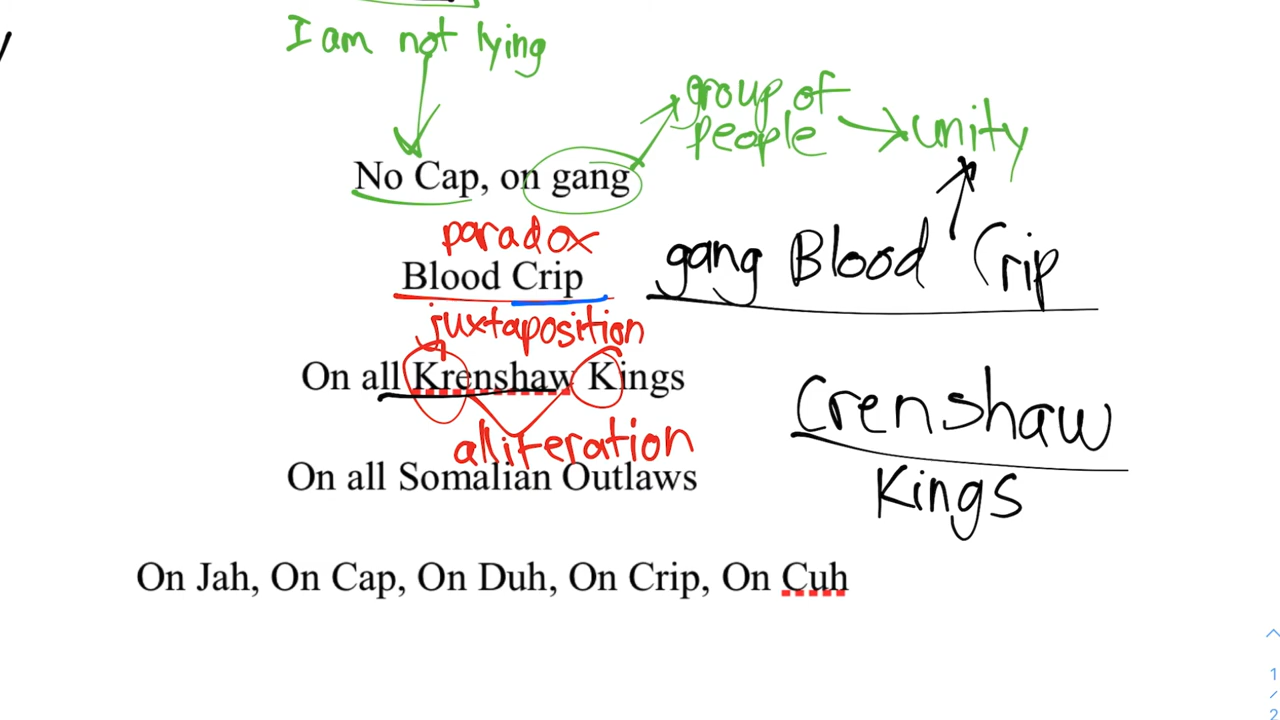 I am not lying
group of
people
unity
No Cap, on gang
paradox
gang Blood Crip
Blood Crip
juxtaposition
On all Krenshaw Kings
Crenshaw
alliteration
On all Somalian Outlaws
Kings
On Jah, On Cap, On Duh, On Crip, On Cuh
1
/
2